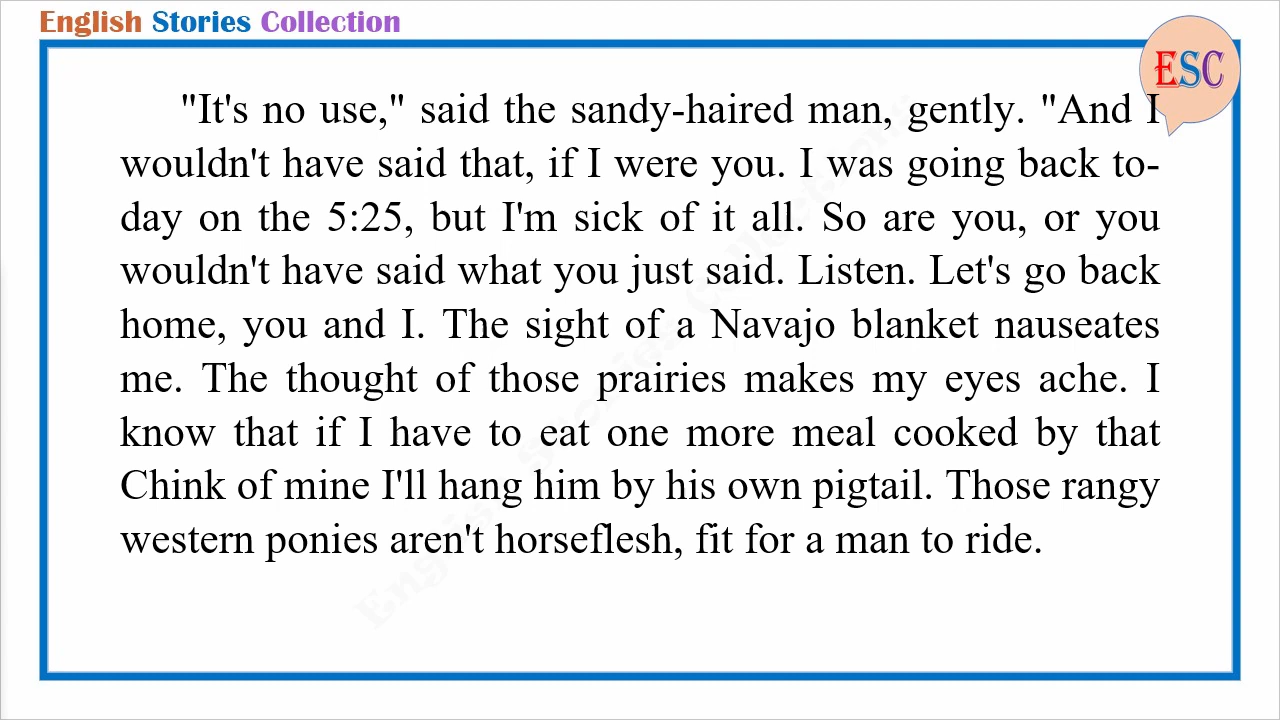 English Stories Collection
ESC
"It's no use," said the sandy-haired man, gently. "And I
wouldn't have said that, if I were you. I was going back to-
day on the 5:25, but I'm sick of it all. So are you, or you
wouldn't have said what you just said. Listen. Let's go back
home, you and I. The sight of a Navajo blanket nauseates
me. The thought of those prairies makes my eyes ache. I
know that if I have to eat one more meal cooked by that
Chink of mine I'll hang him by his own pigtail. Those rangy
western ponies aren't horseflesh, fit for a man to ride.